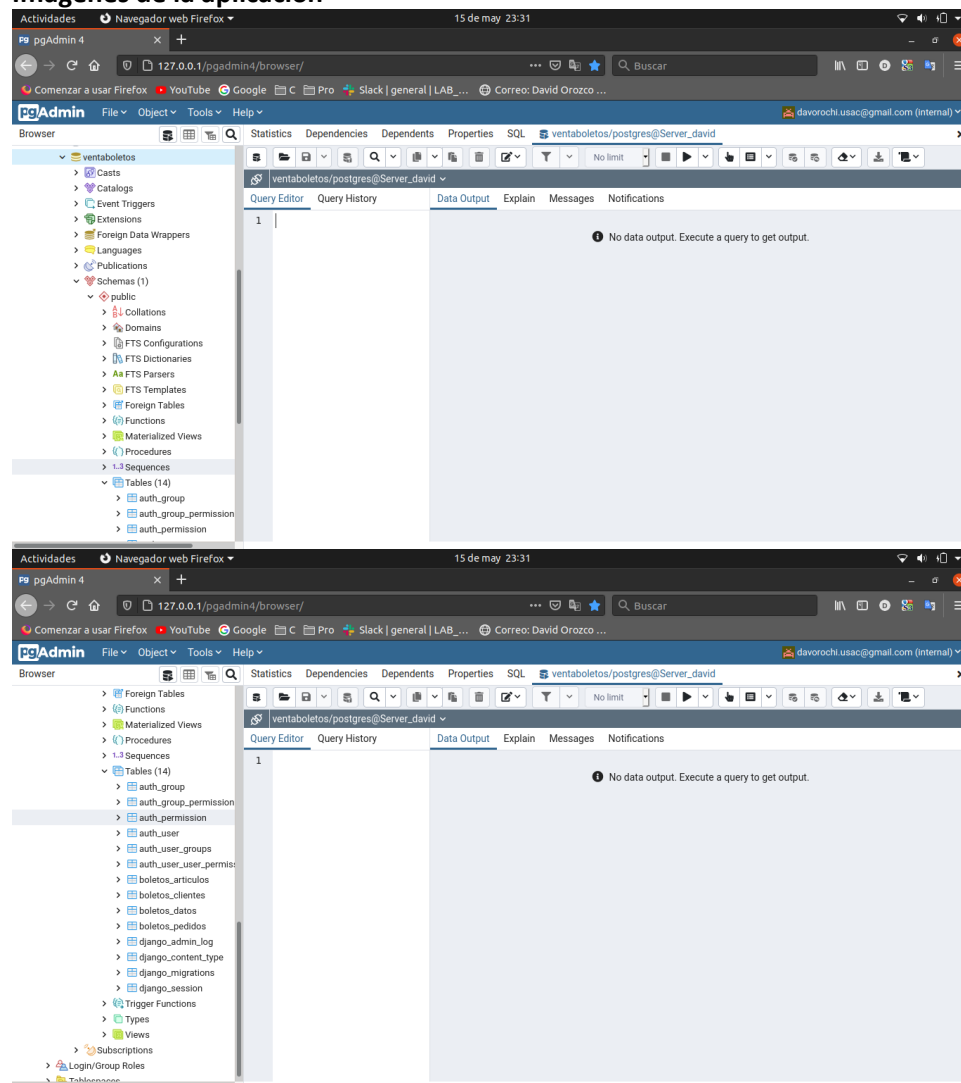 Imágenes de la aplicación
Actividades Navegador web Firefox 15 de may 23:31
pgAdmin 4
127.0.0.1/pgadmin4/browser/ Buscar
Comenzar a usar Firefox YouTube Google C Pro Slack | general | LAB_... Correo: David Orozco ...
pgAdmin File Object Tools Help davorochi.usac@gmail.com (internal)
Browser Statistics Dependencies Dependents Properties SQL ventaboletos/postgres@Server_david
No limit
ventaboletos/postgres@Server_david
Query Editor Query History Data Output Explain Messages Notifications
1
No data output. Execute a query to get output.
ventaboletos
Casts
Catalogs
Event Triggers
Extensions
Foreign Data Wrappers
Languages
Publications
Schemas (1)
public
Collations
Domains
FTS Configurations
FTS Dictionaries
FTS Parsers
FTS Templates
Foreign Tables
Functions
Materialized Views
Procedures
1..3 Sequences
Tables (14)
auth_group
auth_group_permission
auth_permission
Actividades Navegador web Firefox 15 de may 23:31
pgAdmin 4
127.0.0.1/pgadmin4/browser/ Buscar
Comenzar a usar Firefox YouTube Google C Pro Slack | general | LAB_... Correo: David Orozco ...
pgAdmin File Object Tools Help davorochi.usac@gmail.com (internal)
Browser Statistics Dependencies Dependents Properties SQL ventaboletos/postgres@Server_david
No limit
ventaboletos/postgres@Server_david
Query Editor Query History Data Output Explain Messages Notifications
1
No data output. Execute a query to get output.
Foreign Tables
Functions
Materialized Views
Procedures
1..3 Sequences
Tables (14)
auth_group
auth_group_permission
auth_permission
auth_user
auth_user_groups
auth_user_user_permis
boletos_articulos
boletos_clientes
boletos_datos
boletos_pedidos
django_admin_log
django_content_type
django_migrations
django_session
Trigger Functions
Types
Views
Subscriptions
Login/Group Roles
Tablespaces